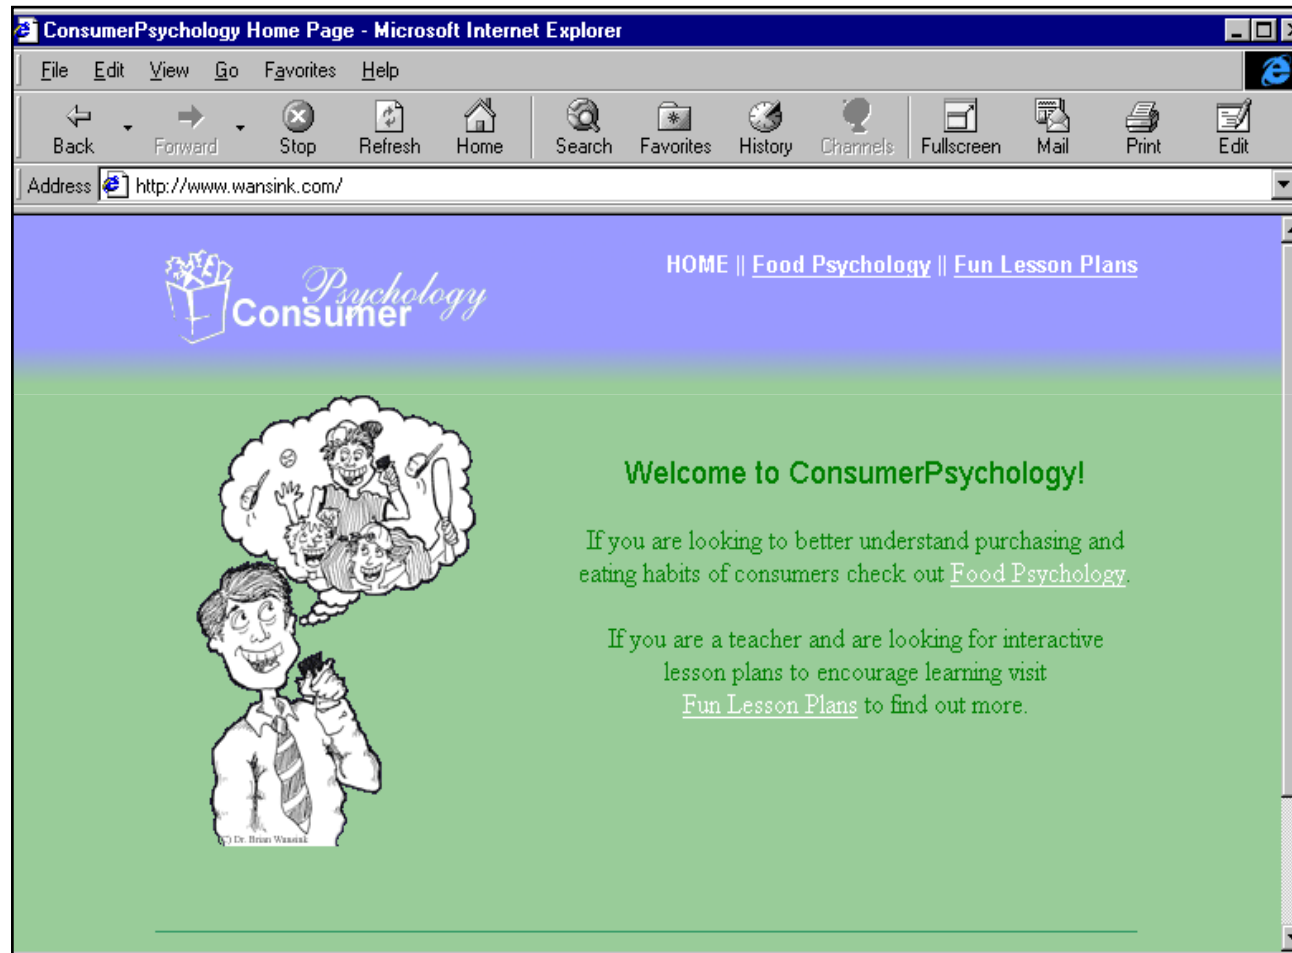 ConsumerPsychology Home Page - Microsoft Internet Explorer
File Edit View Go Favorites Help
Back Forward Stop Refresh Home Search Favorites History Channels Fullscreen Mail Print Edit
Address http://www.wansink.com/
HOME || Food Psychology || Fun Lesson Plans
Psychology
Consumer
Welcome to ConsumerPsychology!
If you are looking to better understand purchasing and
eating habits of consumers check out Food Psychology.
If you are a teacher and are looking for interactive
lesson plans to encourage learning visit
Fun Lesson Plans to find out more.
(C) Dr. Brian Wansink